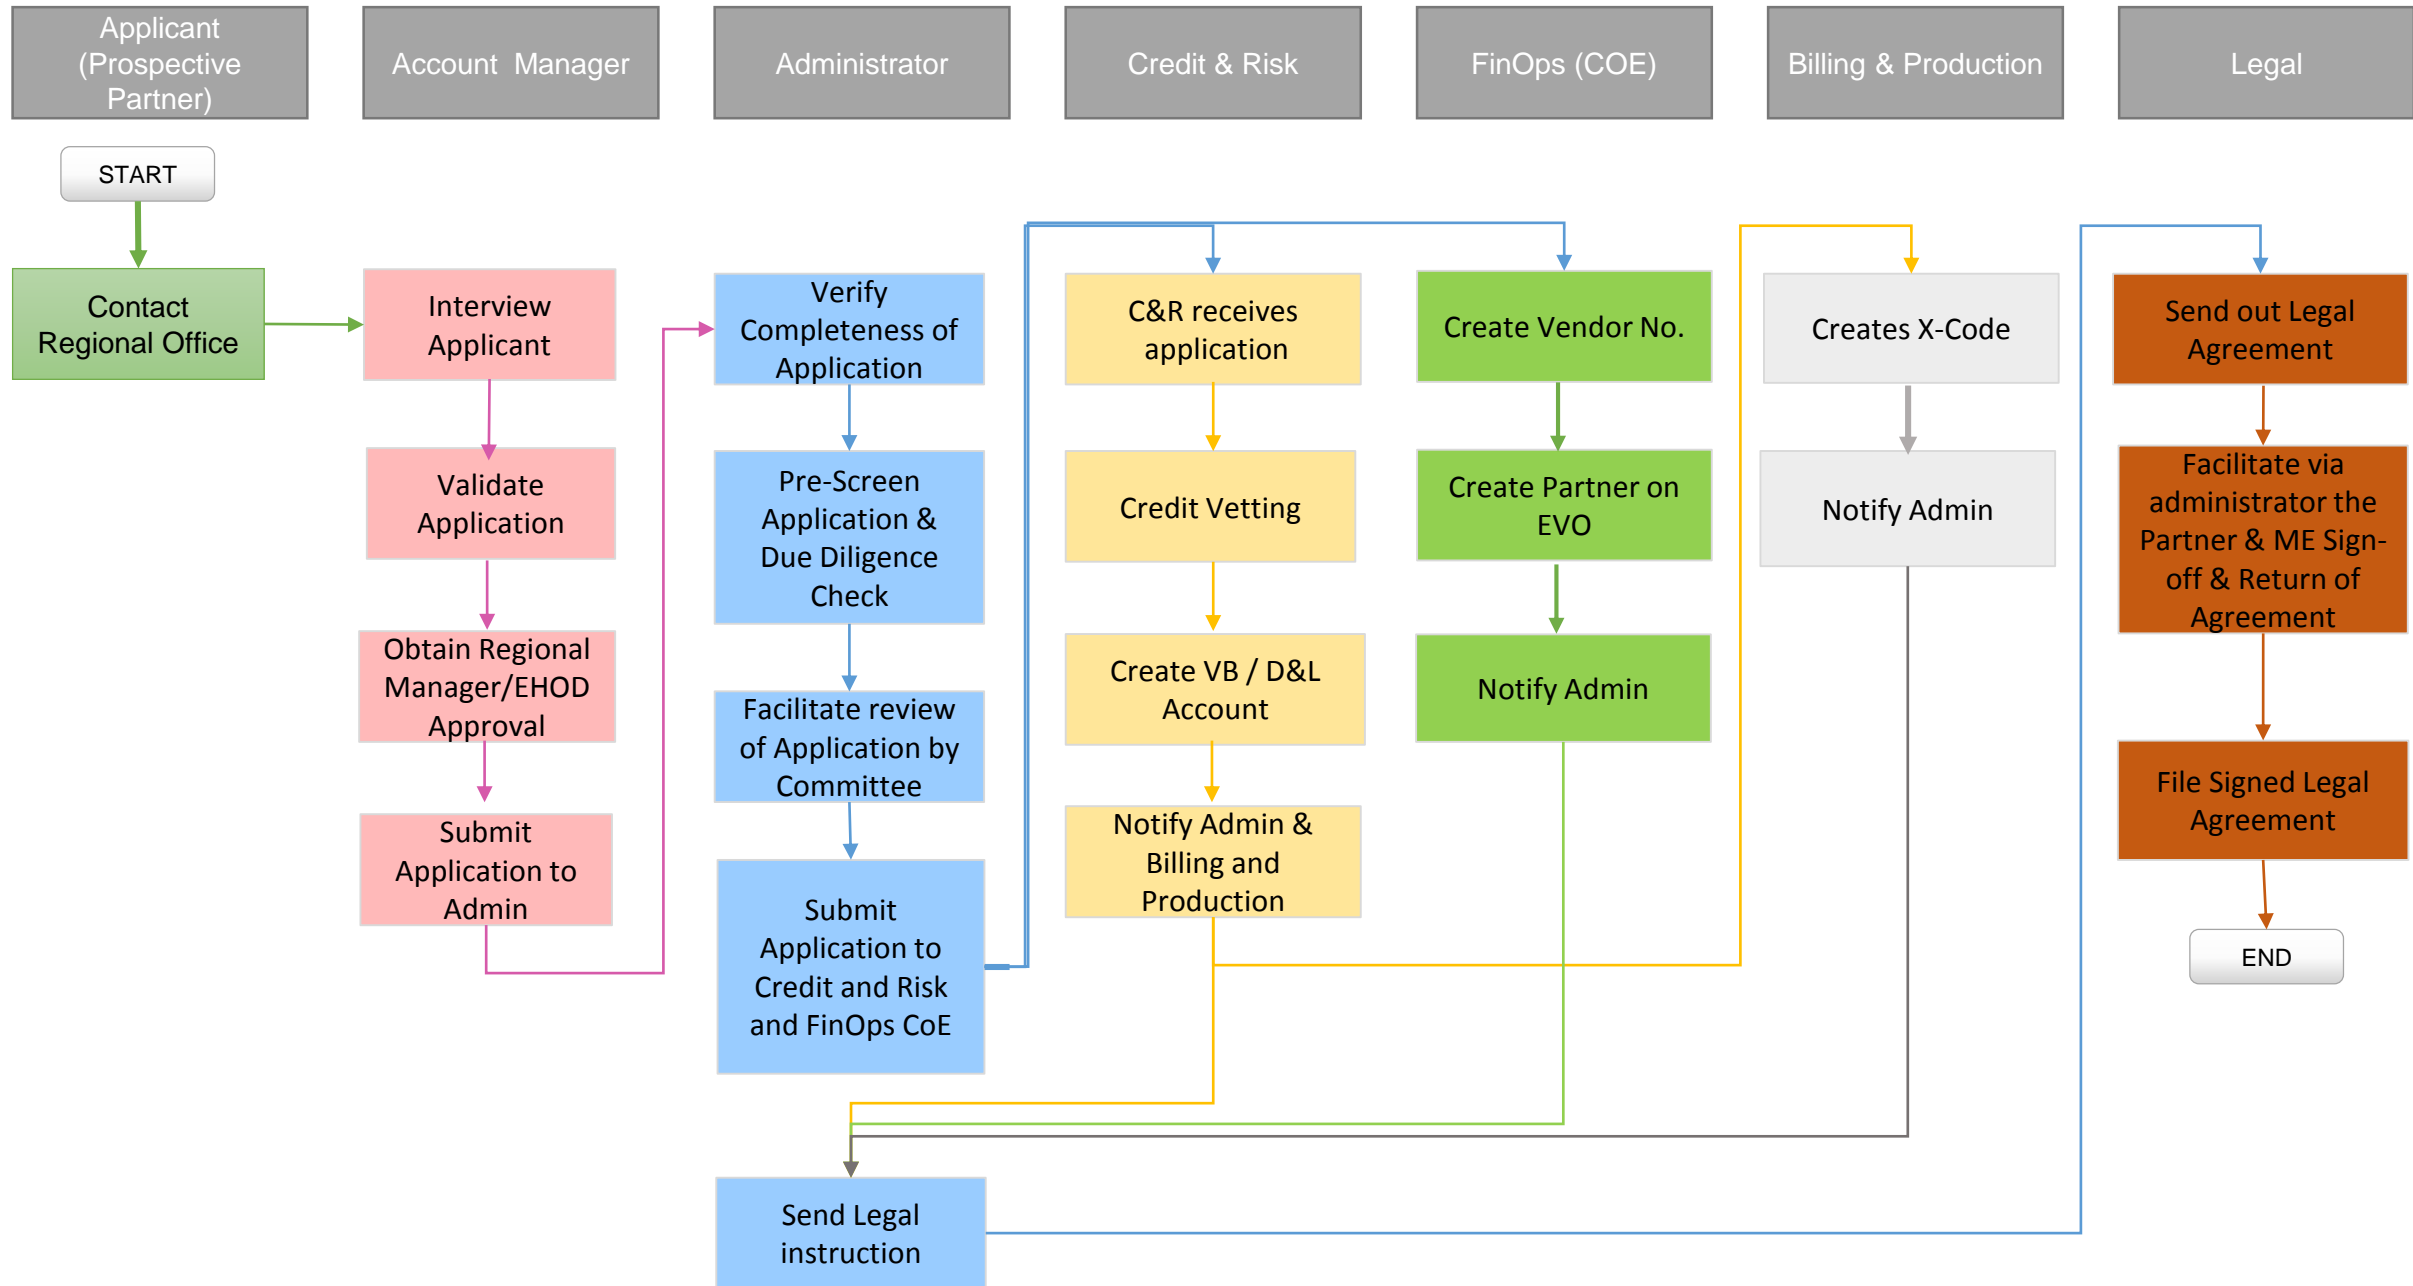 Applicant
(Prospective
Partner)
Account  Manager
Administrator
Credit & Risk
FinOps (COE)
Billing & Production
Legal
START
Contact
Regional Office
Interview
Applicant
Validate
Application
Obtain Regional
Manager/EHOD
Approval
Submit
Application to
Admin
Verify
Completeness of
Application
Pre-Screen
Application &
Due Diligence
Check
Facilitate review
of Application by
Committee
Submit
Application to
Credit and Risk
and FinOps CoE
Send Legal
instruction
C&R receives
application
Credit Vetting
Create VB / D&L
Account
Notify Admin &
Billing and
Production
Create Vendor No.
Create Partner on
EVO
Notify Admin
Creates X-Code
Notify Admin
Send out Legal
Agreement
Facilitate via
administrator the
Partner & ME Sign-
off & Return of
Agreement
File Signed Legal
Agreement
END